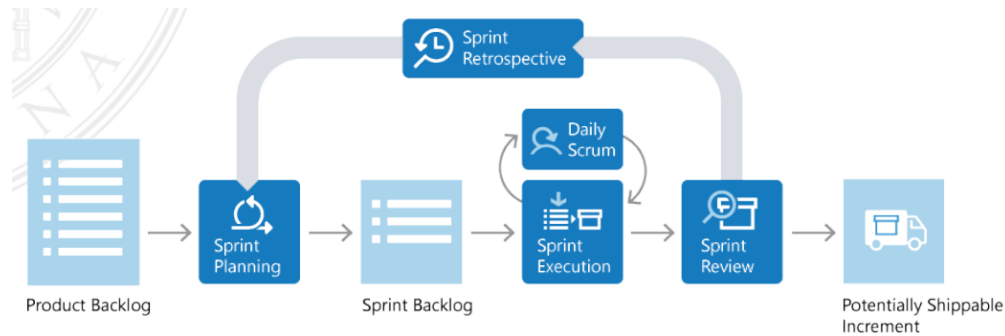 Sprint
Retrospective
Daily
Scrum
Sprint
Planning
Sprint
Execution
Sprint
Review
Product Backlog
Sprint Backlog
Potentially Shippable
Increment
N A